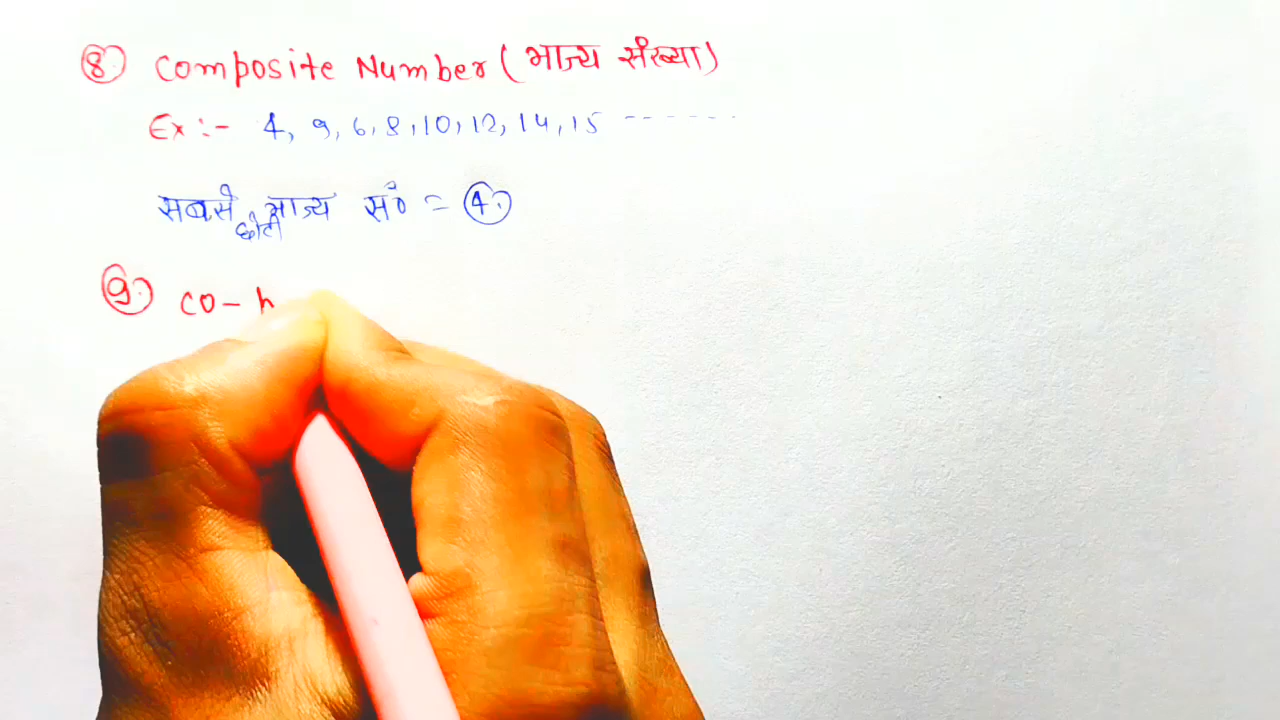 8. Composite Number (भाज्य संख्या)
Ex :- 4, 9, 6, 8, 10, 12, 14, 15 -------
सबसे छोटी भाज्य सं० = 4.
9. CO-